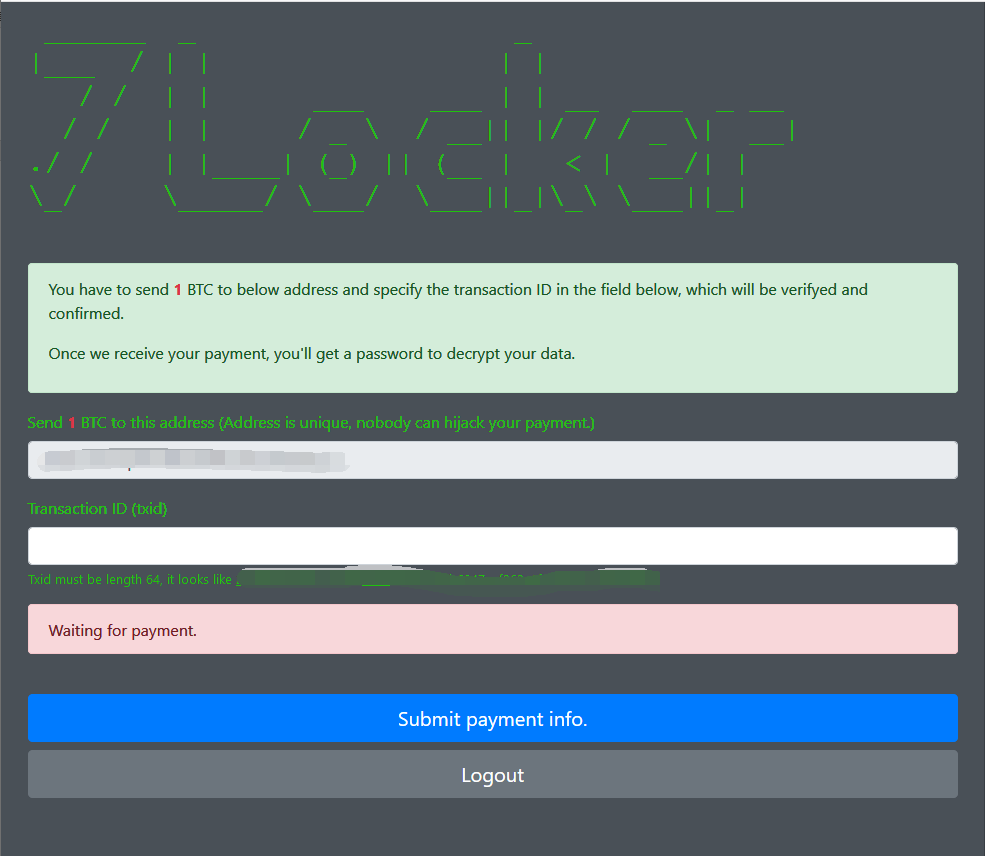 7Locker
You have to send 1 BTC to below address and specify the transaction ID in the field below, which will be verifyed and
confirmed.
Once we receive your payment, you'll get a password to decrypt your data.
Send 1 BTC to this address (Address is unique, nobody can hijack your payment.)
Transaction ID (txid)
Txid must be length 64, it looks like
Waiting for payment.
Submit payment info.
Logout